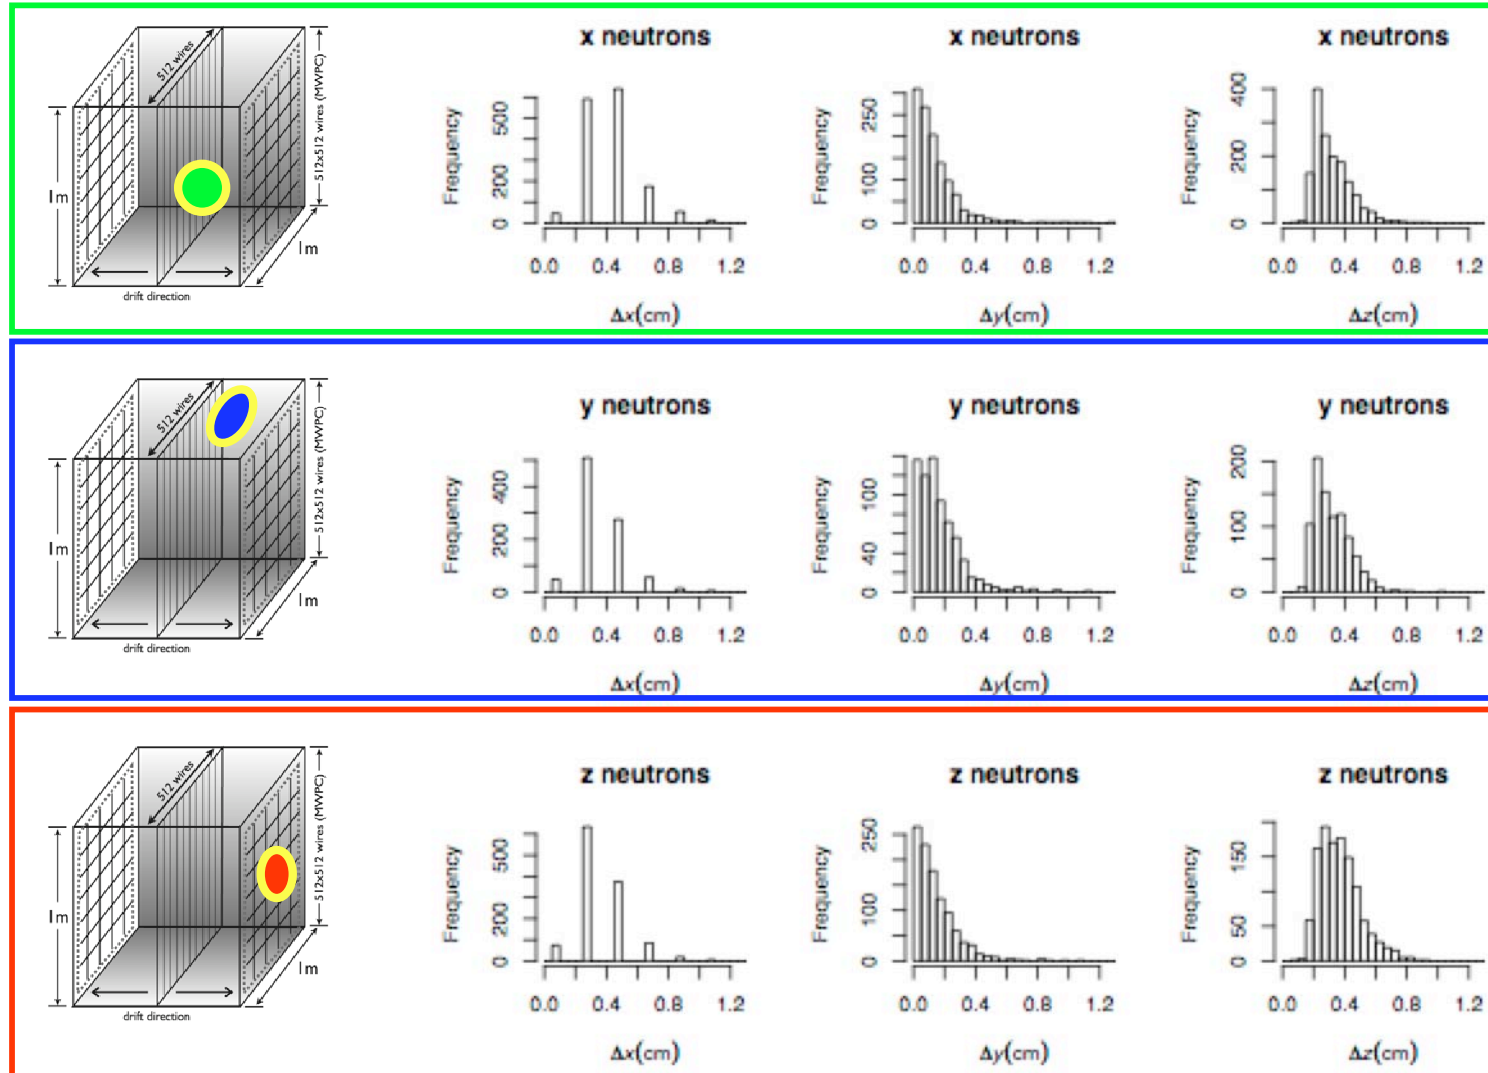 512 wires
512x512 wires (MWPC)
1m
1m
drift direction
x neutrons
Frequency
0 200 500
0.0 0.4 1.2
Δx(cm)
x neutrons
Frequency
0 100 250
0.0 0.4 0.8 1.2
Δy(cm)
x neutrons
Frequency
0 200 400
0.0 0.4 0.8 1.2
Δz(cm)
512 wires
512x512 wires (MWPC)
1m
1m
drift direction
y neutrons
Frequency
0 200 400
0.0 0.4 0.8 1.2
Δx(cm)
y neutrons
Frequency
0 40 100
0.0 0.4 0.8 1.2
Δy(cm)
y neutrons
Frequency
0 100 200
0.0 0.4 0.8 1.2
Δz(cm)
512 wires
512x512 wires (MWPC)
1m
1m
drift direction
z neutrons
Frequency
0 200 500
0.0 0.4 0.8 1.2
Δx(cm)
z neutrons
Frequency
0 100 250
0.0 0.4 0.8 1.2
Δy(cm)
z neutrons
Frequency
0 50 150
0.0 0.4 0.8 1.2
Δz(cm)